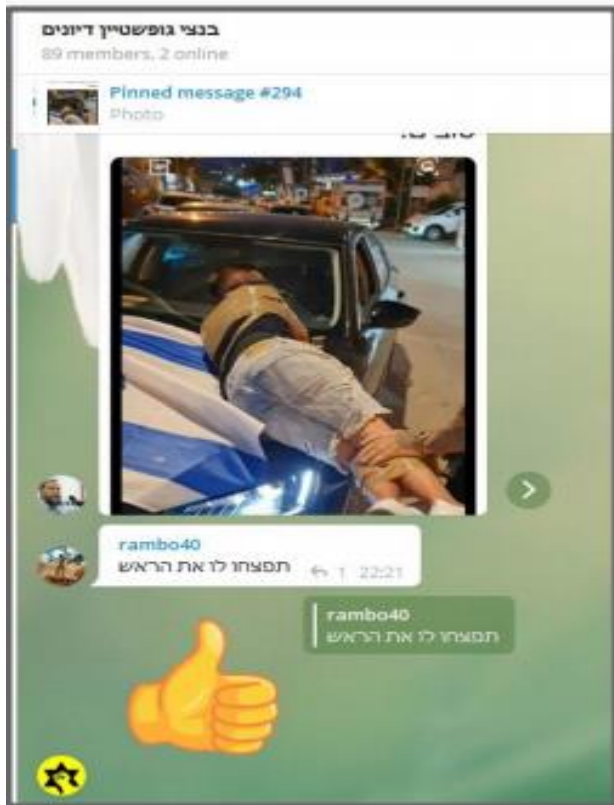 בנצי גופשטיין דיונים
89 members, 2 online
Pinned message #294
Photo
rambo40
תפצחו לו את הראש
1 22:21
rambo40
תפצחו לו את הראש